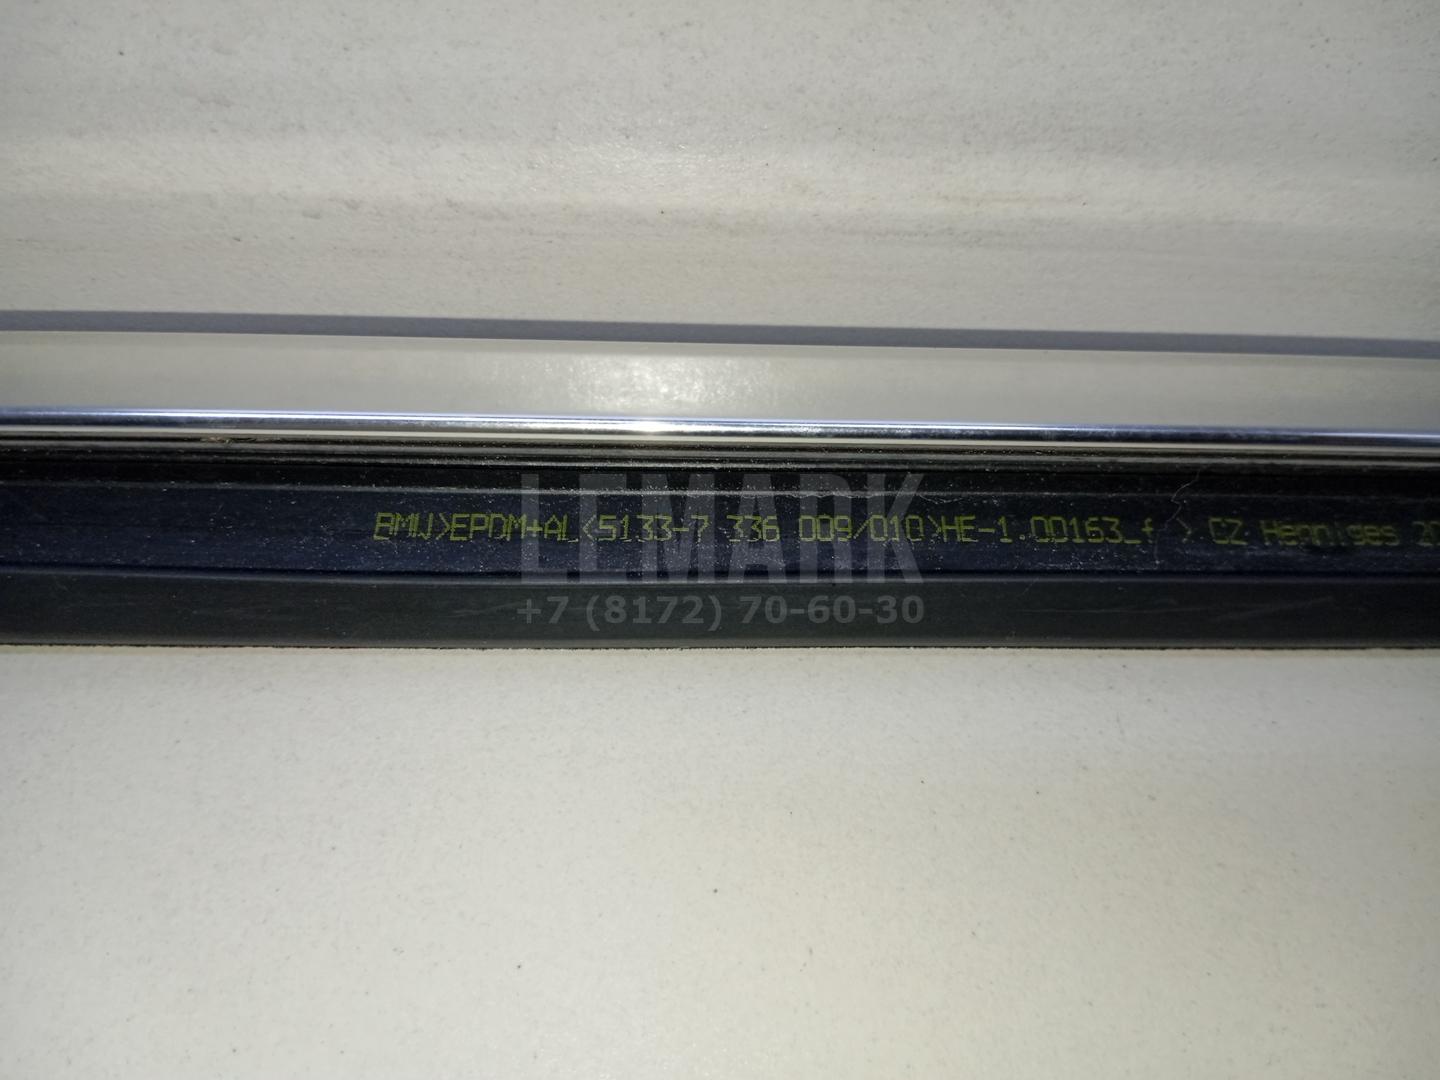 LEMARK
BMW>EPDM+AL<5133-7 336 009/010>HE-1.00163_f > CZ Henniges
+7 (8172) 70-60-30